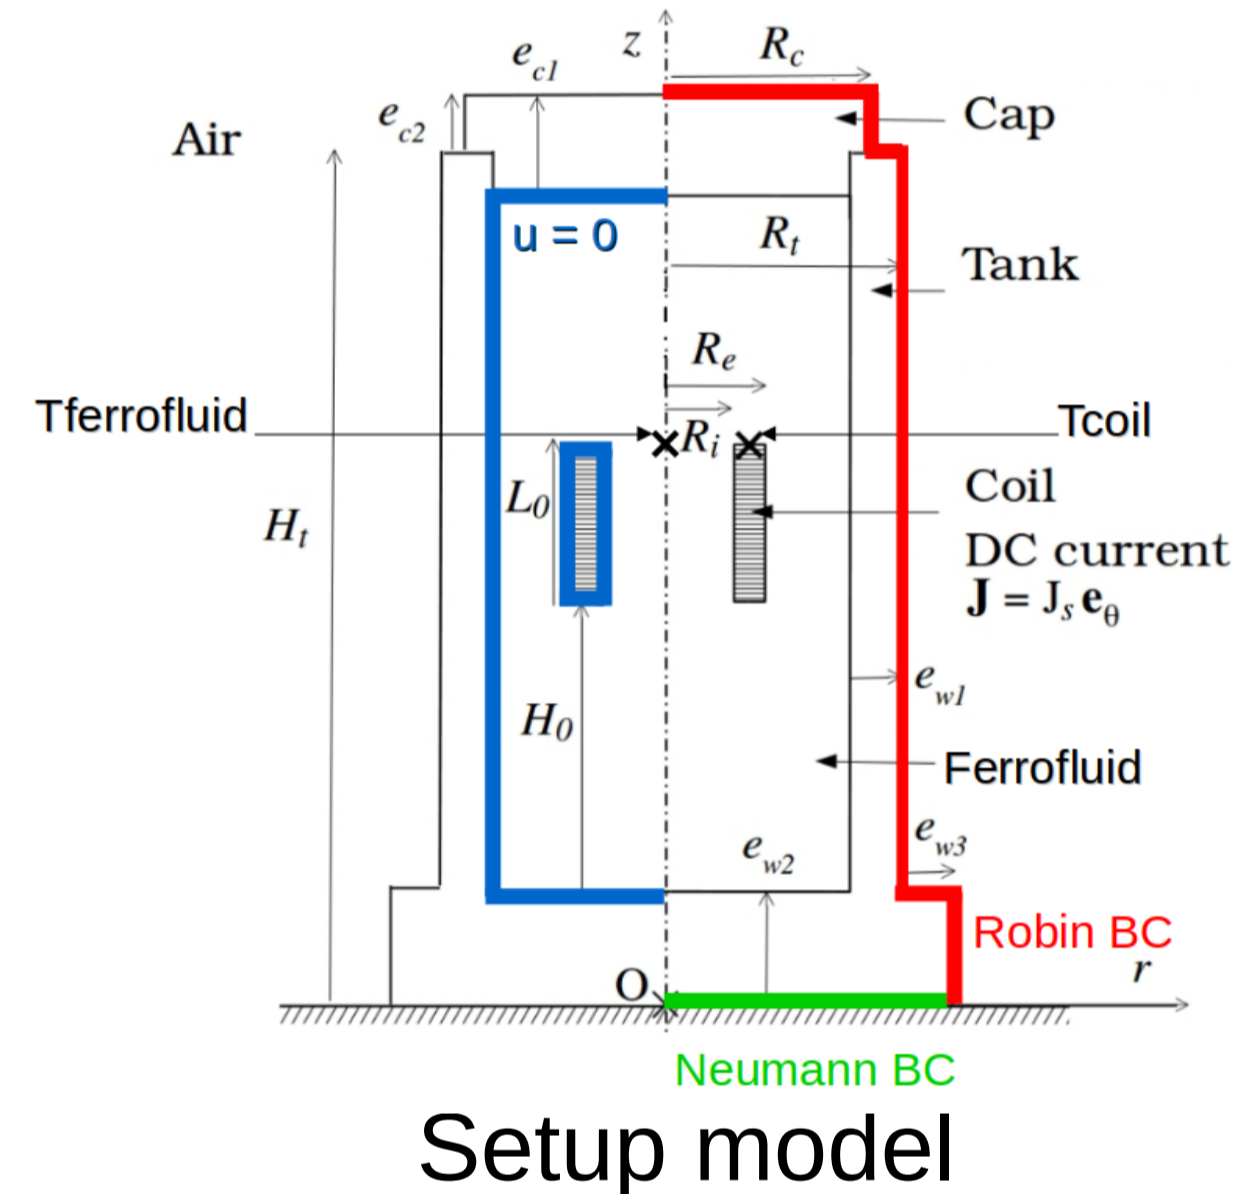 z
R_c
e_c1
e_c2
Air
Cap
u = 0
R_t
Tank
R_e
Tferrofluid
R_i
Tcoil
L_0
Coil
H_t
DC current
J = J_s e_θ
e_w1
H_0
Ferrofluid
e_w2
e_w3
Robin BC
O
r
Neumann BC
Setup model